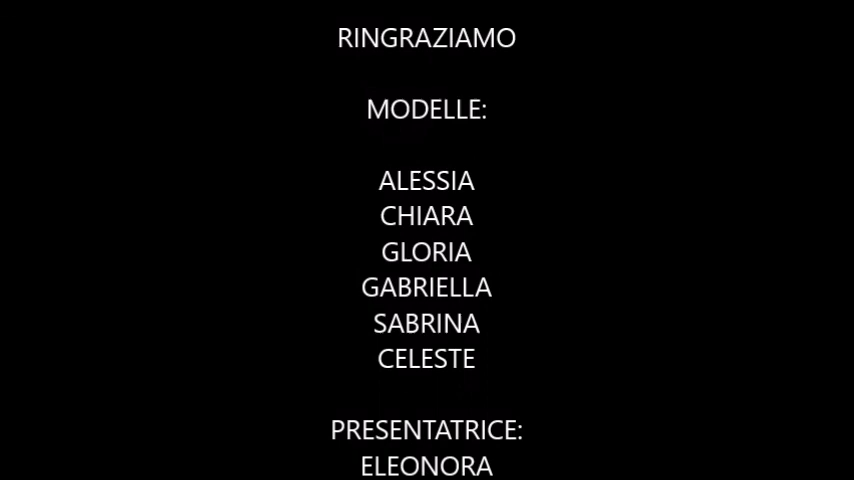 RINGRAZIAMO
MODELLE:
ALESSIA
CHIARA
GLORIA
GABRIELLA
SABRINA
CELESTE
PRESENTATRICE:
ELEONORA